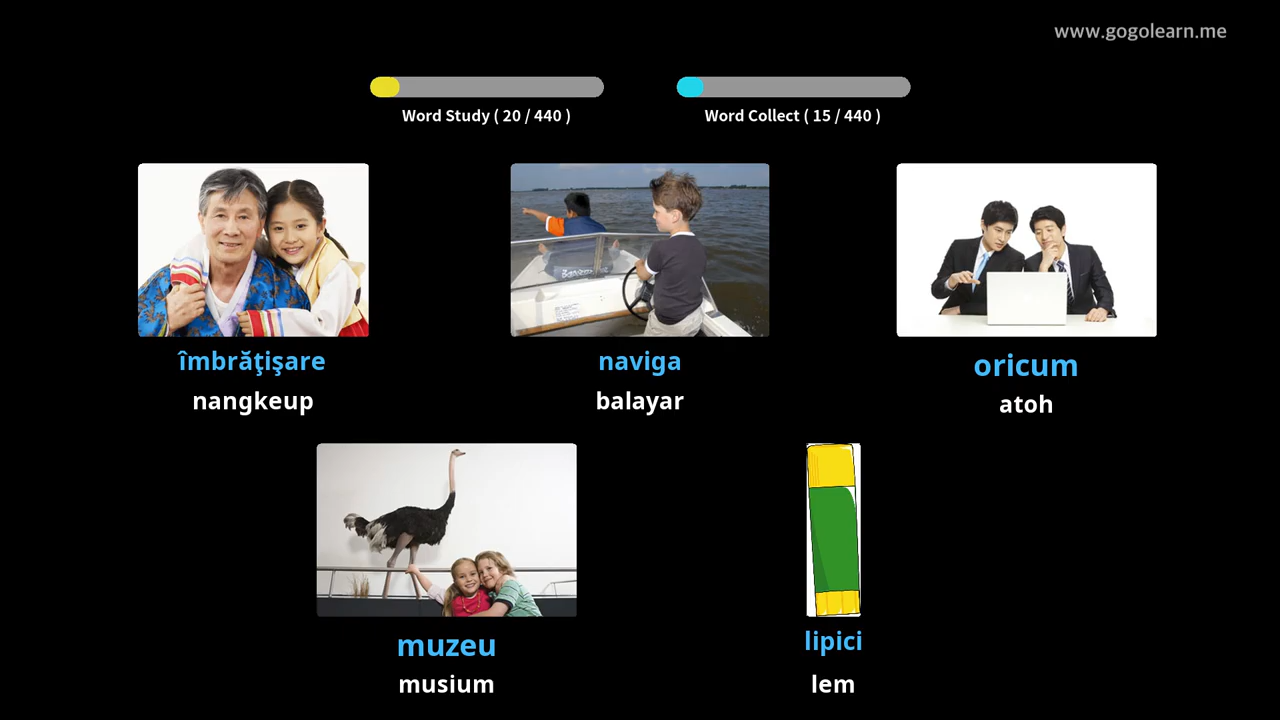 www.gogolearn.me
Word Study ( 20 / 440 )
Word Collect ( 15 / 440 )
îmbrăţişare
nangkeup
naviga
balayar
oricum
atoh
muzeu
musium
lipici
lem